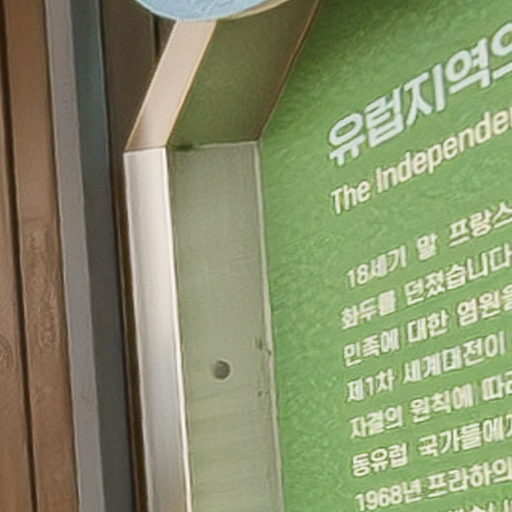 유럽지역의
The Independen
18세기 말 프랑스
화두를 던졌습니다
민족에 대한 염원을
제1차 세계대전이
자결의 원칙에 따라
동유럽 국가들에게
1968년 프라하의